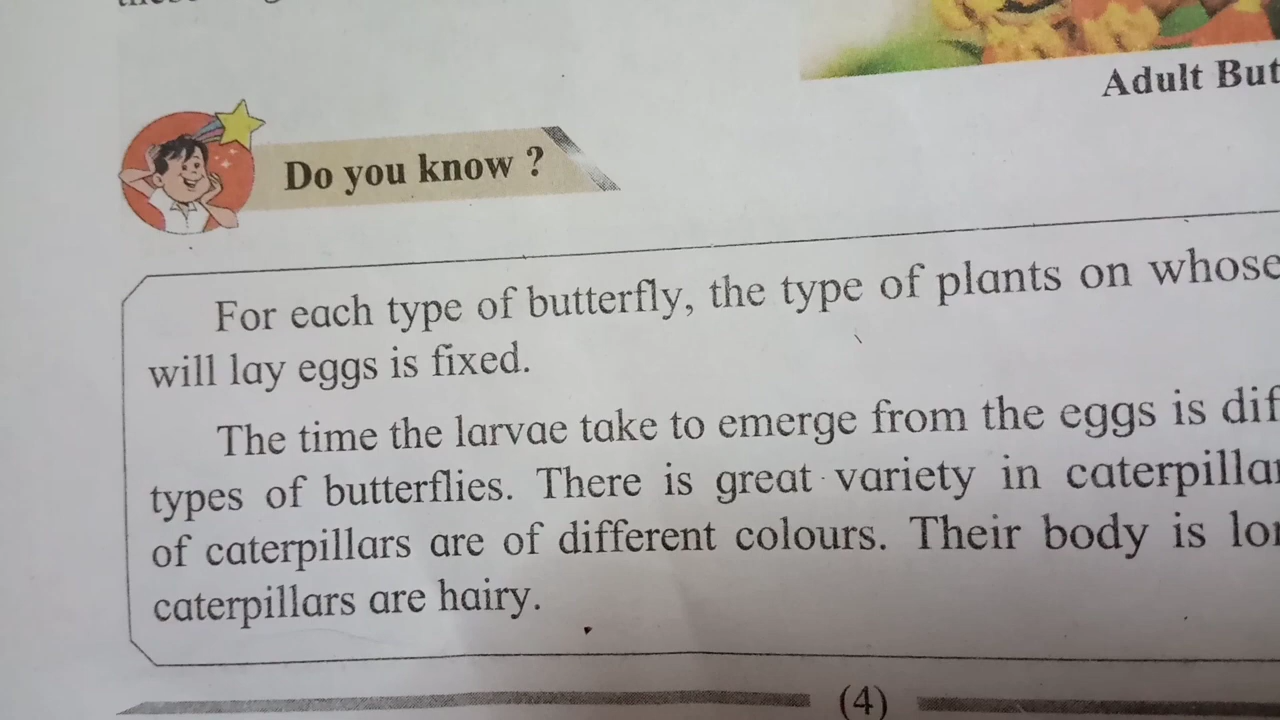 Adult But
Do you know ?
For each type of butterfly, the type of plants on whose
will lay eggs is fixed.
The time the larvae take to emerge from the eggs is dif
types of butterflies. There is great variety in caterpillar
of caterpillars are of different colours. Their body is lo
caterpillars are hairy.
(4)